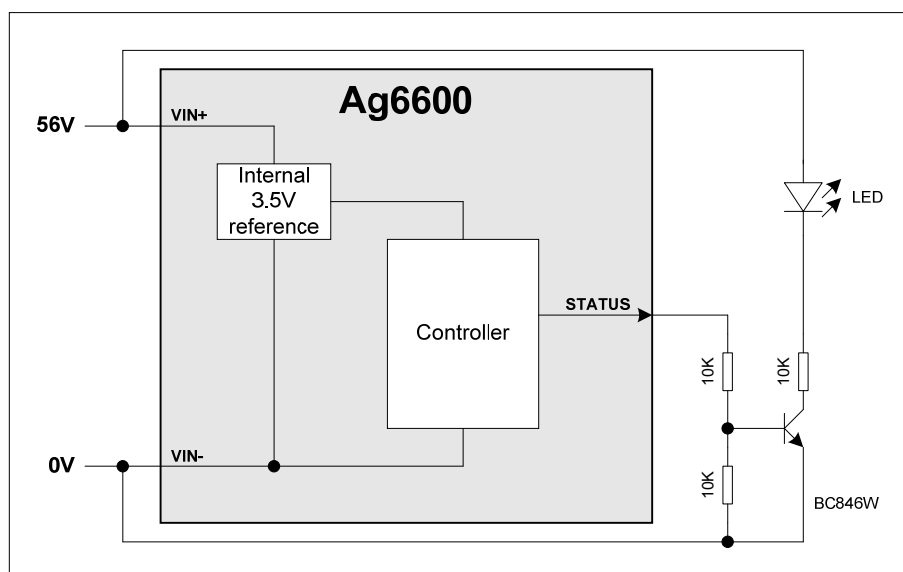 Ag6600
56V
VIN+
Internal
3.5V
reference
LED
STATUS
Controller
10K
10K
0V
VIN-
10K
BC846W